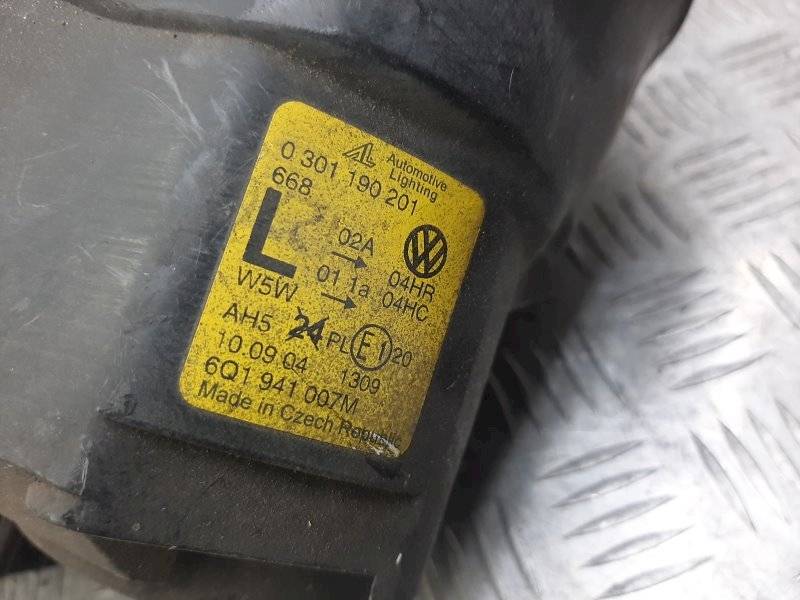 AL Automotive Lighting
0 301 190 201
668
L 02A → 04HR
W5W 01 1a → 04HC
AH5 24 PL E1 20
10.09.04 1309
6Q1 941 007M
Made in Czech Republic